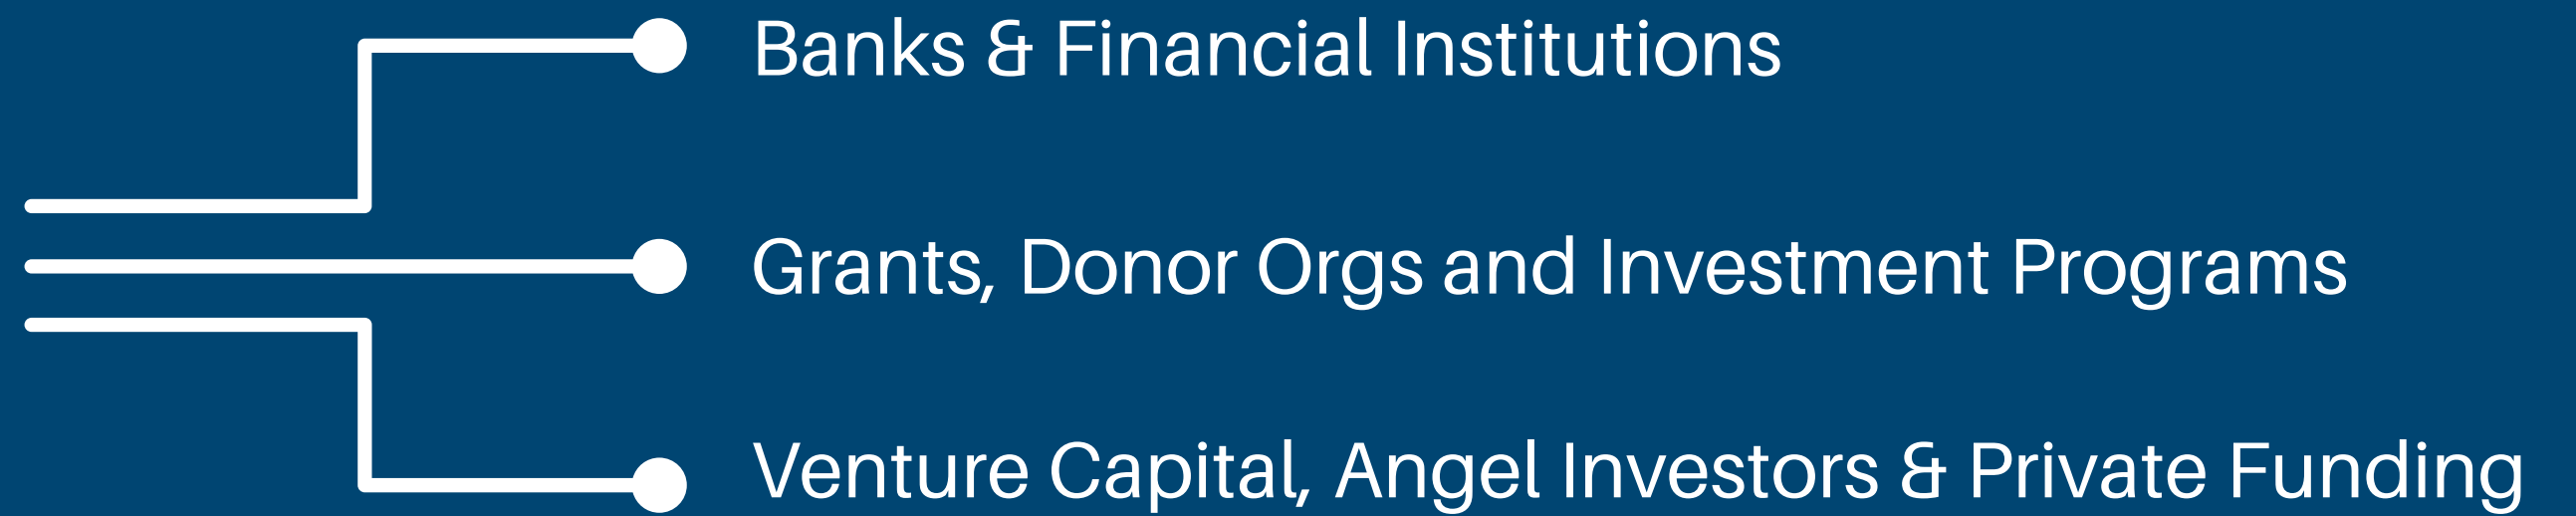 Banks & Financial Institutions
Grants, Donor Orgs and Investment Programs
Venture Capital, Angel Investors & Private Funding